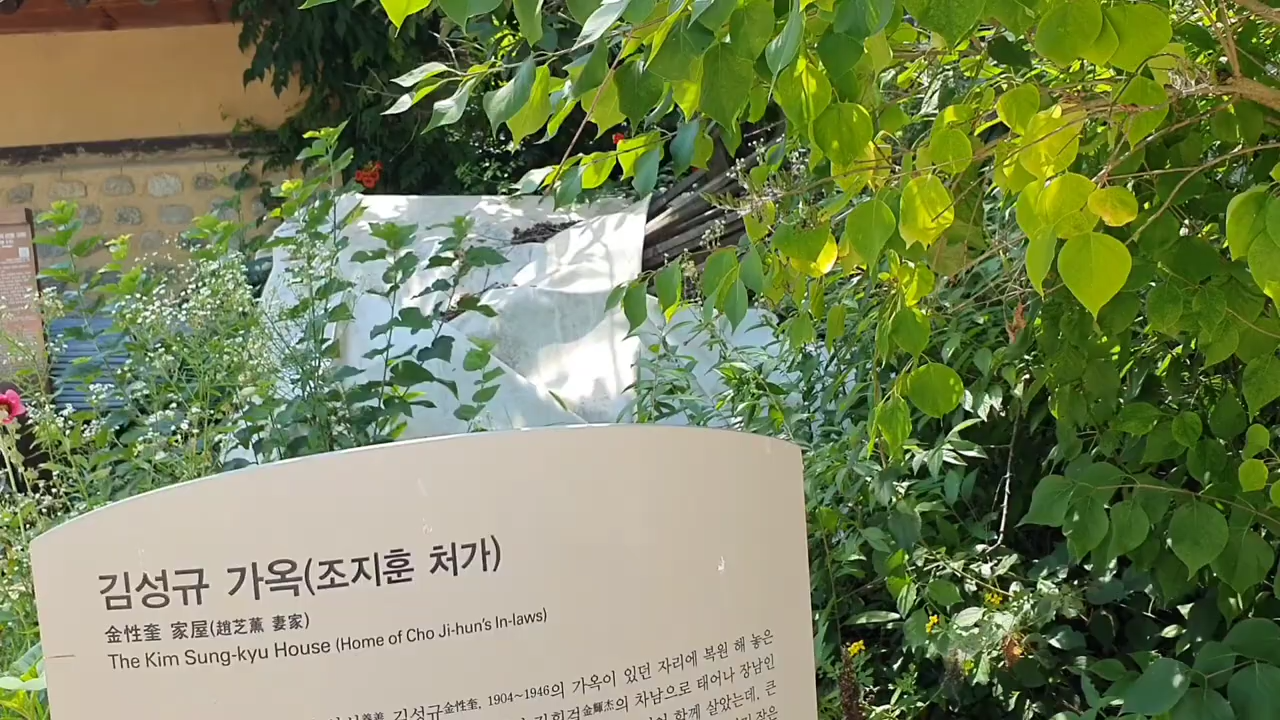 김성규 가옥(조지훈 처가)
金性奎 家屋(趙芝薰 妻家)
The Kim Sung-kyu House (Home of Cho Ji-hun's In-laws)
김성규金性奎, 1904~1946의 가옥이 있던 자리에 복원 해 놓은
金輝杰의 차남으로 태어나 장남인
함께 살았는데, 큰